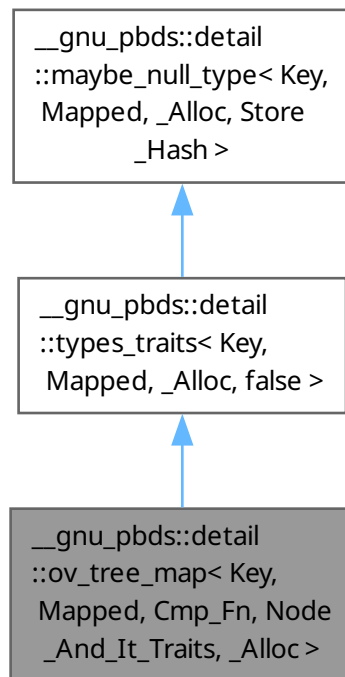 __gnu_pbds::detail
::maybe_null_type< Key,
Mapped, _Alloc, Store
_Hash >
__gnu_pbds::detail
::types_traits< Key,
Mapped, _Alloc, false >
__gnu_pbds::detail
::ov_tree_map< Key,
Mapped, Cmp_Fn, Node
_And_It_Traits, _Alloc >